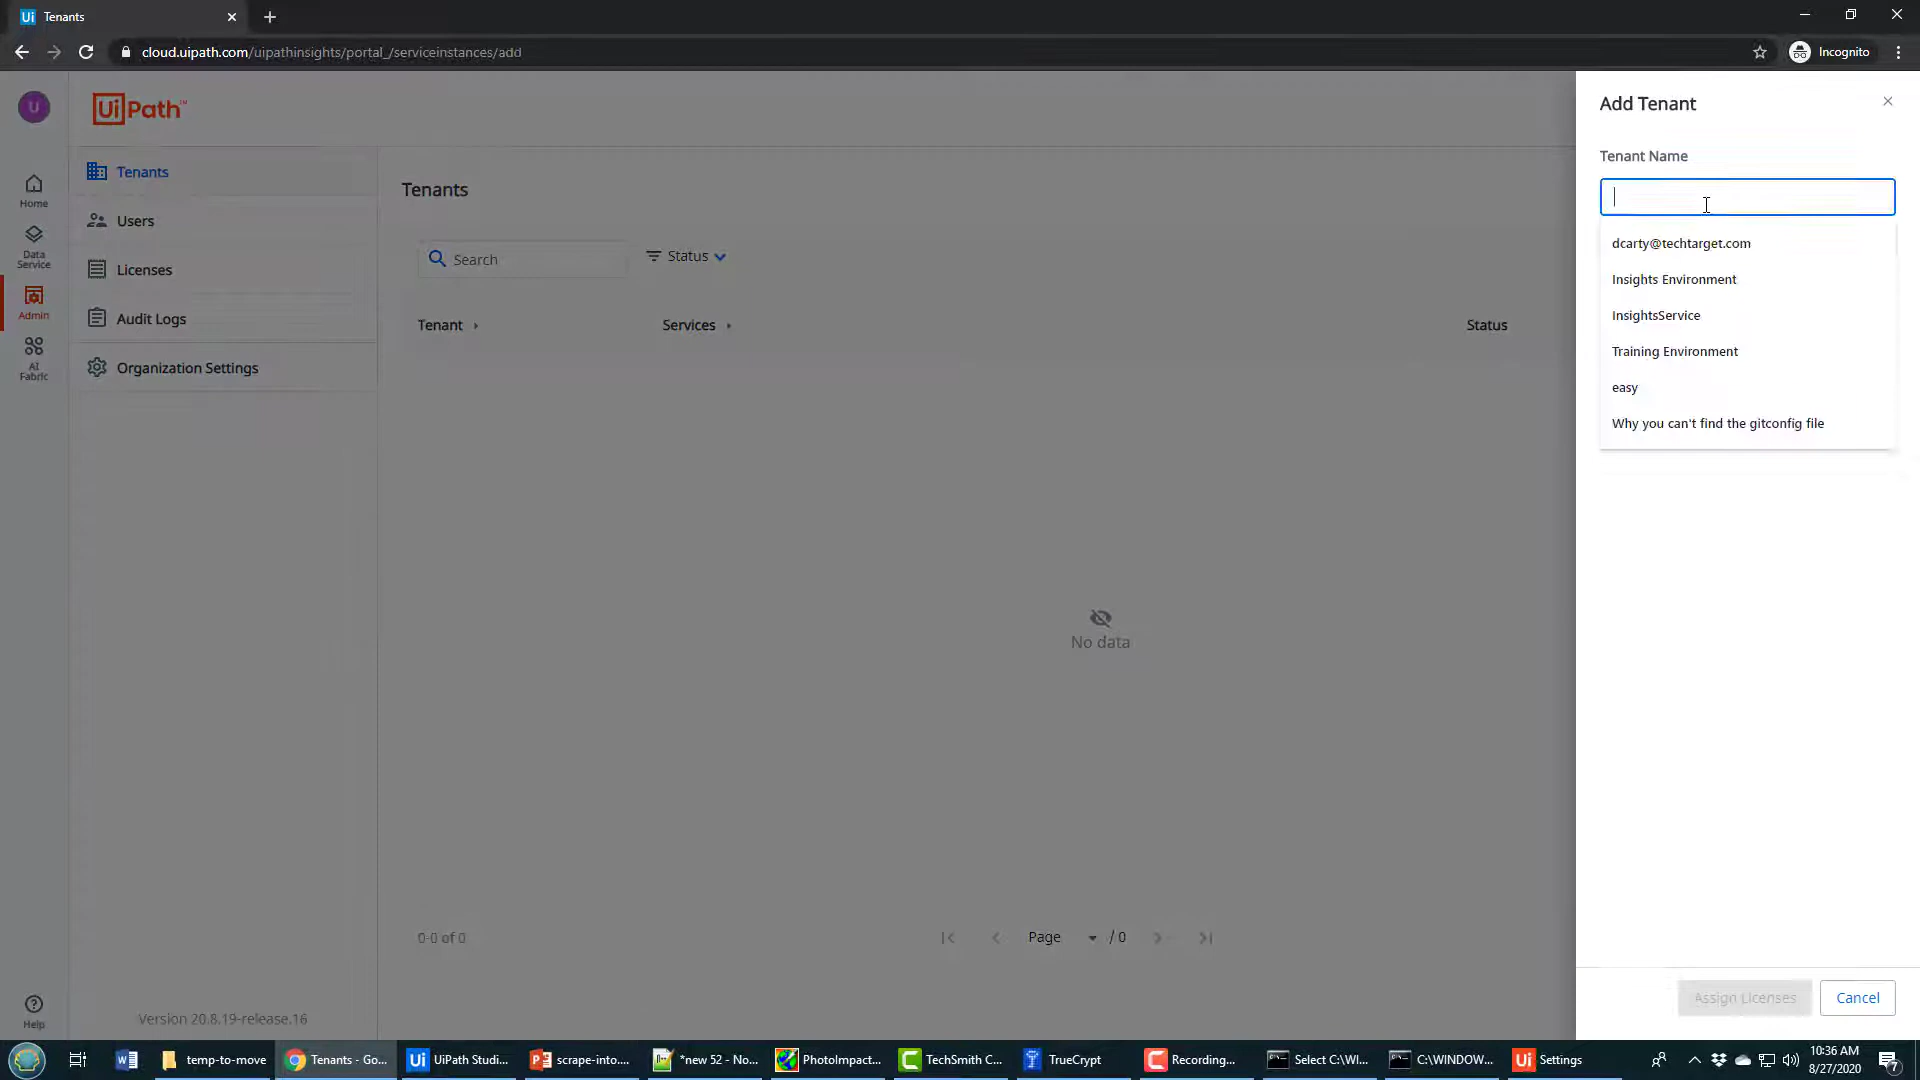 Tenants
cloud.uipath.com/uipathinsights/portal_/serviceinstances/add
Incognito
U
UiPath™
Home
Data Service
Admin
AI Fabric
Help
Tenants
Users
Licenses
Audit Logs
Organization Settings
Version 20.8.19-release.16
Tenants
Search
Status
Tenant
Services
Status
No data
0-0 of 0
Page
/ 0
Add Tenant
Tenant Name
dcarty@techtarget.com
Insights Environment
InsightsService
Training Environment
easy
Why you can't find the gitconfig file
Assign Licenses
Cancel
temp-to-move
Tenants - Go...
UiPath Studi...
scrape-into....
*new 52 - No...
PhotoImpact...
TechSmith C...
TrueCrypt
Recording...
Select C:\WI...
C:\WINDOW...
Settings
10:36 AM
8/27/2020
7